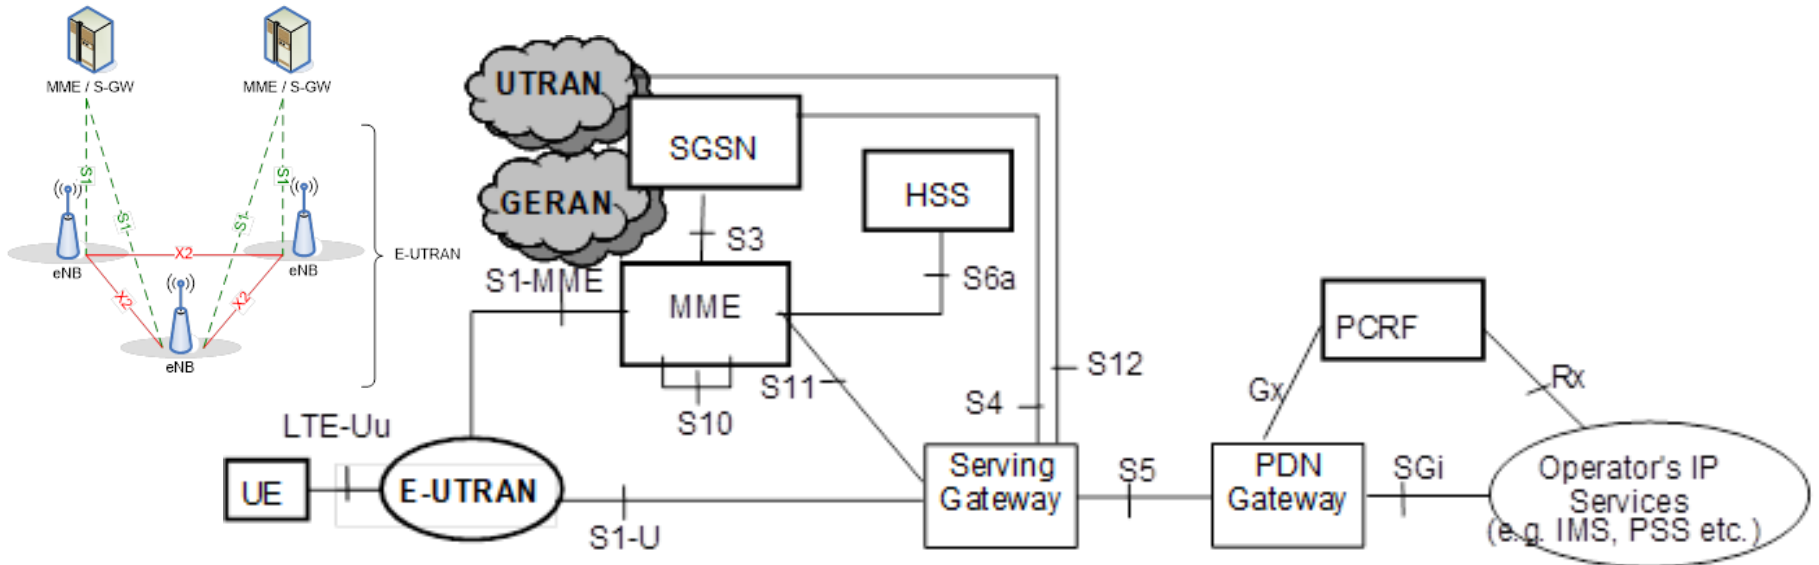 MME / S-GW
MME / S-GW
S1
S1
S1
S1
X2
X2
X2
eNB
eNB
eNB
E-UTRAN
UTRAN
SGSN
GERAN
HSS
S3
S6a
S1-MME
MME
S10
S11
S4
S12
PCRF
Gx
Rx
LTE-Uu
UE
E-UTRAN
S1-U
Serving
Gateway
S5
PDN
Gateway
SGi
Operator's IP
Services
(e.g. IMS, PSS etc.)